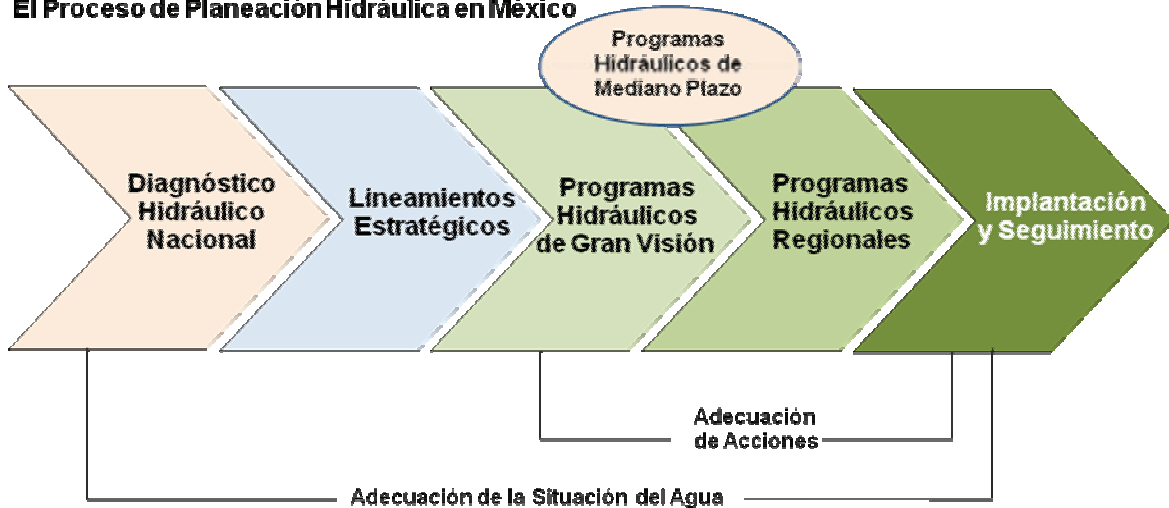 El Proceso de Planeación Hidráulica en México
Programas
Hidráulicos de
Mediano Plazo
Diagnóstico
Hidráulico
Nacional
Lineamientos
Estratégicos
Programas
Hidráulicos
de Gran Visión
Programas
Hidráulicos
Regionales
Implantación
y Seguimiento
Adecuación
de Acciones
Adecuación de la Situación del Agua